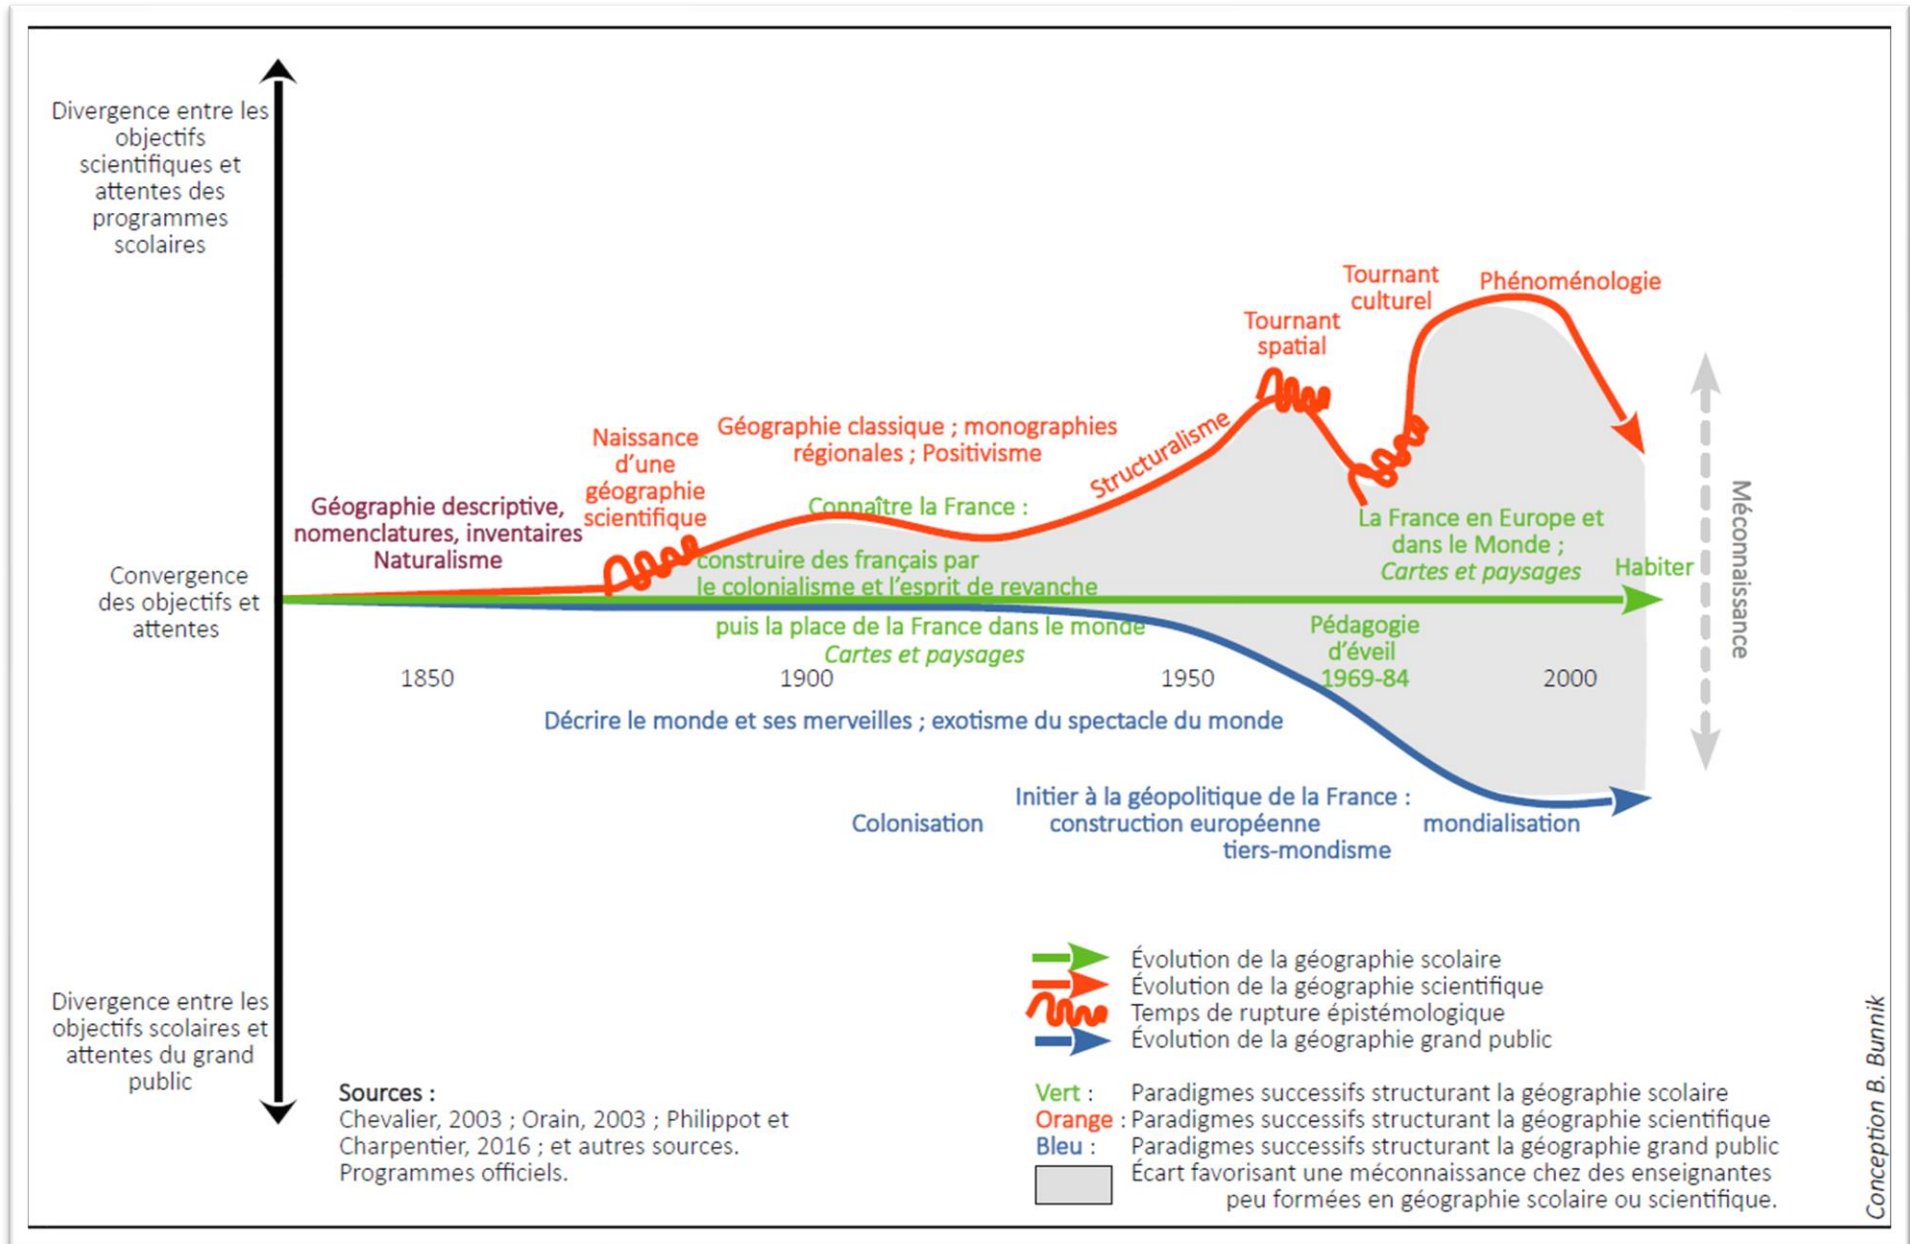 Divergence entre les
objectifs
scientifiques et
attentes des
programmes
scolaires
Convergence
des objectifs et
attentes
Divergence entre les
objectifs scolaires et
attentes du grand
public
Géographie descriptive,
nomenclatures, inventaires
Naturalisme
Naissance
d'une
géographie
scientifique
Géographie classique ; monographies
régionales ; Positivisme
Structuralisme
Tournant
spatial
Tournant
culturel
Phénoménologie
Connaître la France :
construire des français par
le colonialisme et l'esprit de revanche
puis la place de la France dans le monde
Cartes et paysages
La France en Europe et
dans le Monde ;
Cartes et paysages
Habiter
Pédagogie
d'éveil
1969-84
1850
1900
1950
2000
Méconnaissance
Décrire le monde et ses merveilles ; exotisme du spectacle du monde
Colonisation
Initier à la géopolitique de la France :
construction européenne
tiers-mondisme
mondialisation
Évolution de la géographie scolaire
Évolution de la géographie scientifique
Temps de rupture épistémologique
Évolution de la géographie grand public
Vert : Paradigmes successifs structurant la géographie scolaire
Orange : Paradigmes successifs structurant la géographie scientifique
Bleu : Paradigmes successifs structurant la géographie grand public
Écart favorisant une méconnaissance chez des enseignantes
peu formées en géographie scolaire ou scientifique.
Sources :
Chevalier, 2003 ; Orain, 2003 ; Philippot et
Charpentier, 2016 ; et autres sources.
Programmes officiels.
Conception B. Bunnik